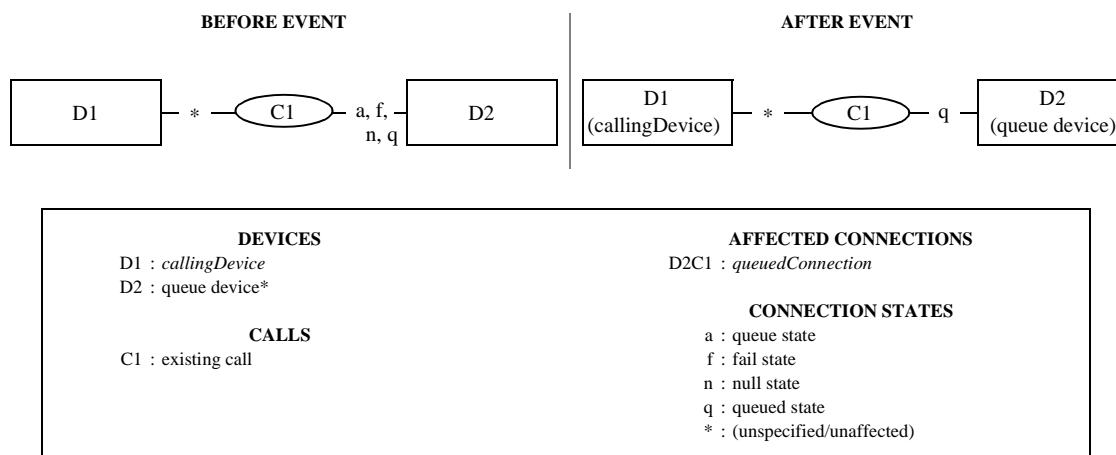 BEFORE EVENT
AFTER EVENT
D1
*
C1
a, f,
n, q
D2
D1
(callingDevice)
*
C1
q
D2
(queue device)
DEVICES
D1 : callingDevice
D2 : queue device*
CALLS
C1 : existing call
AFFECTED CONNECTIONS
D2C1 : queuedConnection
CONNECTION STATES
a : queue state
f : fail state
n : null state
q : queued state
* : (unspecified/unaffected)